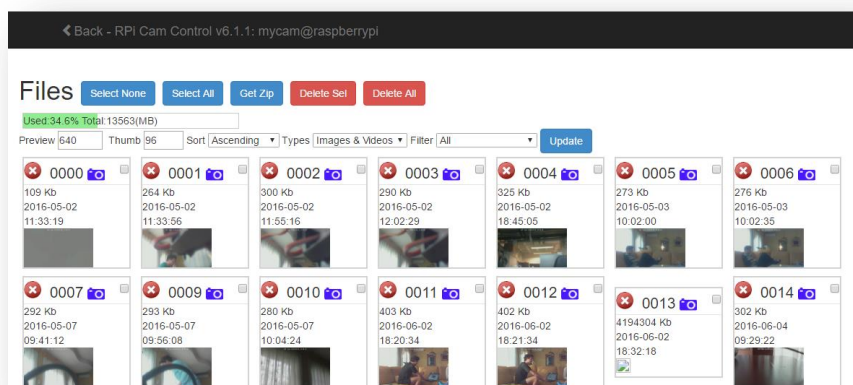 Back - RPi Cam Control v6.1.1: mycam@raspberrypi
Files Select None Select All Get Zip Delete Sel Delete All
Used:34.6% Total:13563(MB)
Preview 640 Thumb 96 Sort Ascending Types Images & Videos Filter All Update
0000 0001 0002 0003 0004 0005 0006
109 Kb 264 Kb 300 Kb 290 Kb 325 Kb 273 Kb 276 Kb
2016-05-02 2016-05-02 2016-05-02 2016-05-02 2016-05-02 2016-05-03 2016-05-03
11:33:19 11:33:56 11:55:16 12:02:29 18:45:05 10:02:00 10:02:35
0007 0009 0010 0011 0012 0013 0014
292 Kb 293 Kb 280 Kb 403 Kb 402 Kb 4194304 Kb 302 Kb
2016-05-07 2016-05-07 2016-05-07 2016-06-02 2016-06-02 2016-06-02 2016-06-04
09:41:12 09:56:08 10:04:24 18:20:34 18:21:34 18:32:18 09:29:22